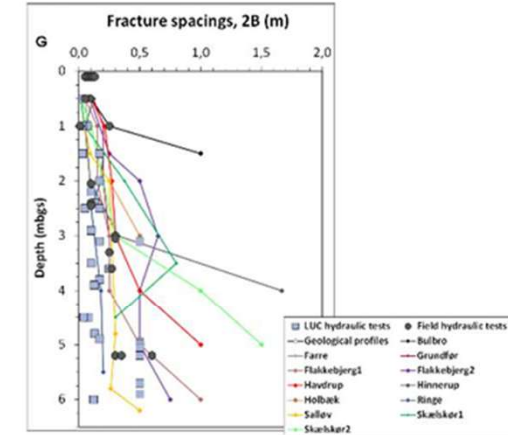 Fracture spacings, 2B (m)
G
0,0 0,5 1,0 1,5 2,0
0
1
2
3
4
5
6
Depth (mbgs)
LUC hydraulic tests
Field hydraulic tests
Geological profiles
Bulbro
Farre
Grundfør
Flakkebjerg1
Flakkebjerg2
Havdrup
Hinnerup
Holbæk
Ringe
Salløv
Skælskør1
Skælskør2